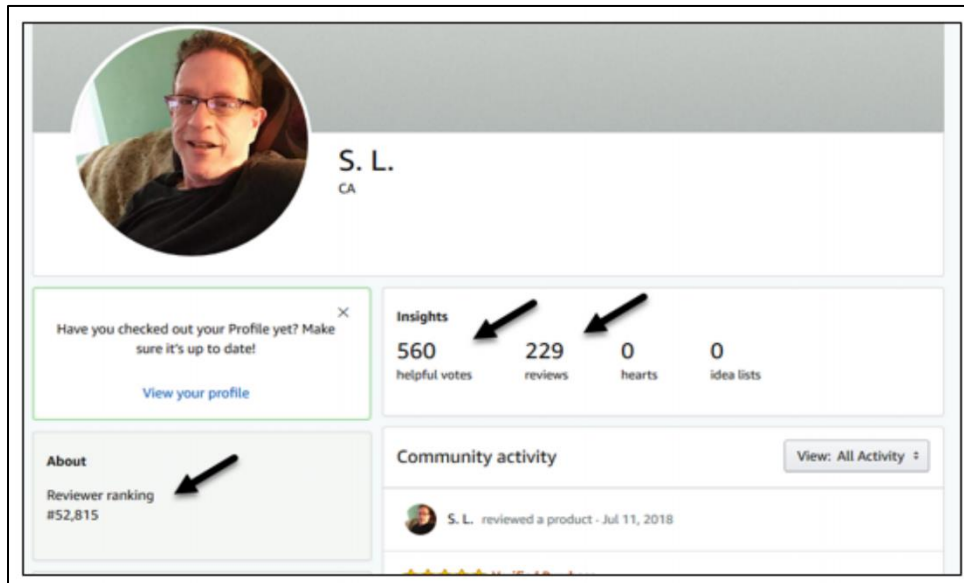 S. L.
CA
Have you checked out your Profile yet? Make
sure it's up to date!
View your profile
Insights
560
helpful votes
229
reviews
0
hearts
0
idea lists
About
Reviewer ranking
#52,815
Community activity
View: All Activity
S. L. reviewed a product - Jul 11, 2018